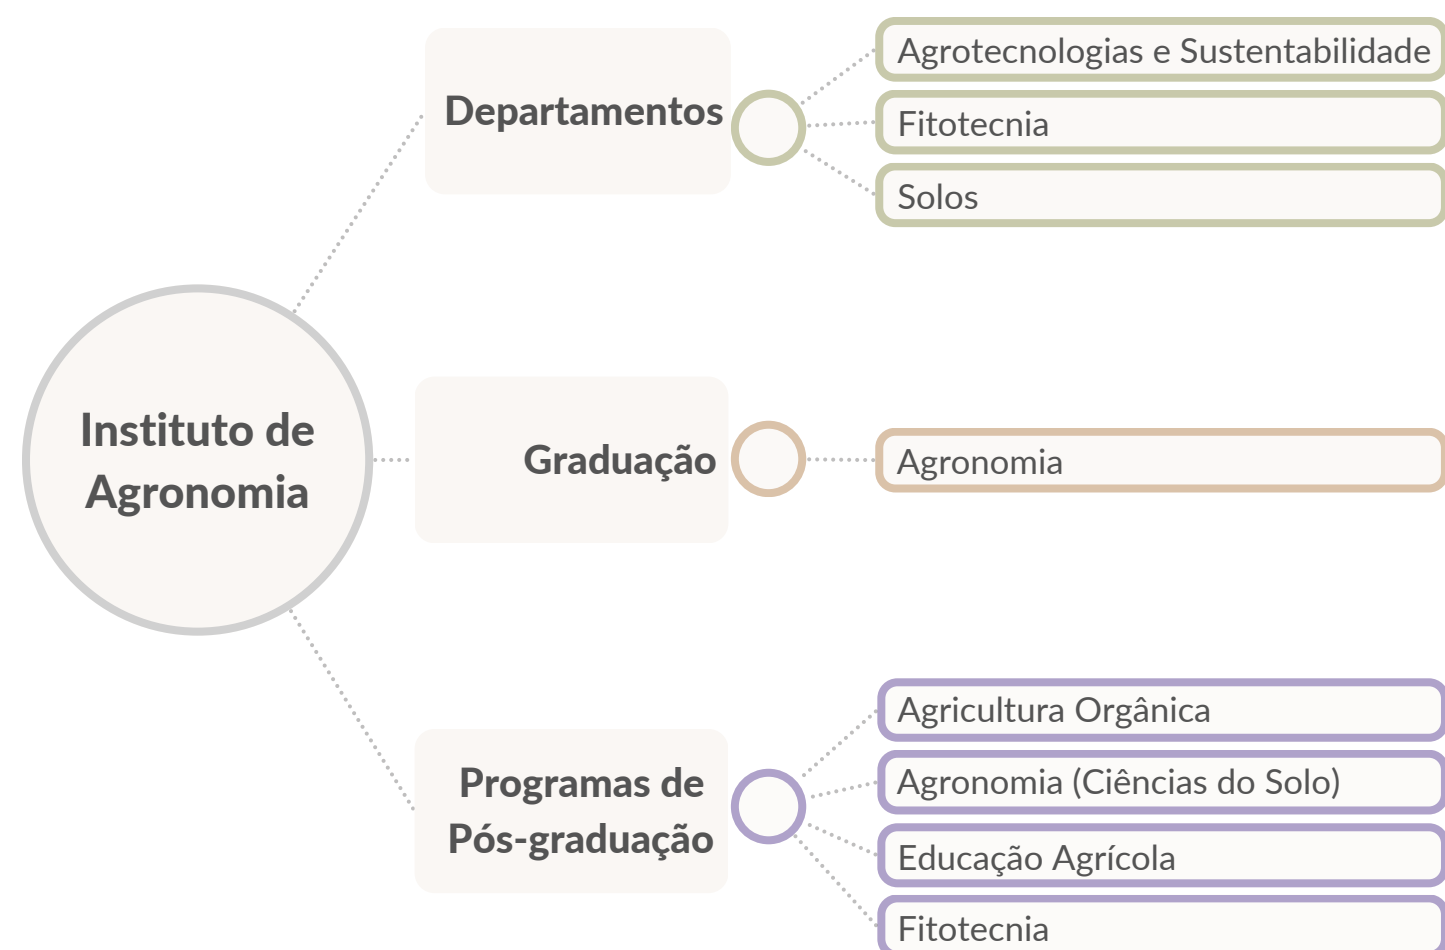 Instituto de
Agronomia
Departamentos
Agrotecnologias e Sustentabilidade
Fitotecnia
Solos
Graduação
Agronomia
Programas de
Pós-graduação
Agricultura Orgânica
Agronomia (Ciências do Solo)
Educação Agrícola
Fitotecnia